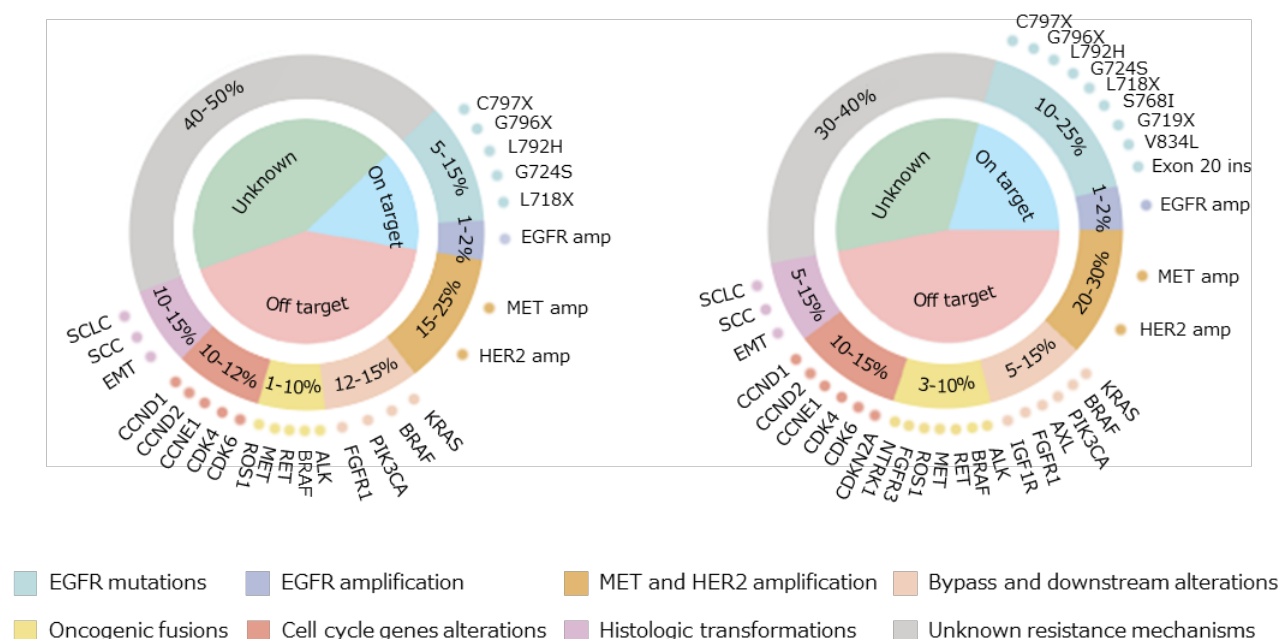 40-50%
5-15%
1-2%
15-25%
12-15%
1-10%
10-12%
10-15%
Unknown
On target
Off target
C797X
G796X
L792H
G724S
L718X
EGFR amp
MET amp
HER2 amp
KRAS
BRAF
PIK3CA
FGFR1
ALK
BRAF
RET
MET
ROS1
CDK6
CDK4
CCNE1
CCND2
CCND1
EMT
SCC
SCLC
30-40%
10-25%
1-2%
20-30%
5-15%
3-10%
10-15%
5-15%
Unknown
On target
Off target
C797X
G796X
L792H
G724S
L718X
S768I
G719X
V834L
Exon 20 ins
EGFR amp
MET amp
HER2 amp
KRAS
BRAF
PIK3CA
AXL
FGFR1
IGF1R
ALK
BRAF
RET
MET
ROS1
FGFR3
NTRK1
CDKN2A
CDK6
CDK4
CCNE1
CCND2
CCND1
EMT
SCC
SCLC
EGFR mutations
EGFR amplification
MET and HER2 amplification
Bypass and downstream alterations
Oncogenic fusions
Cell cycle genes alterations
Histologic transformations
Unknown resistance mechanisms